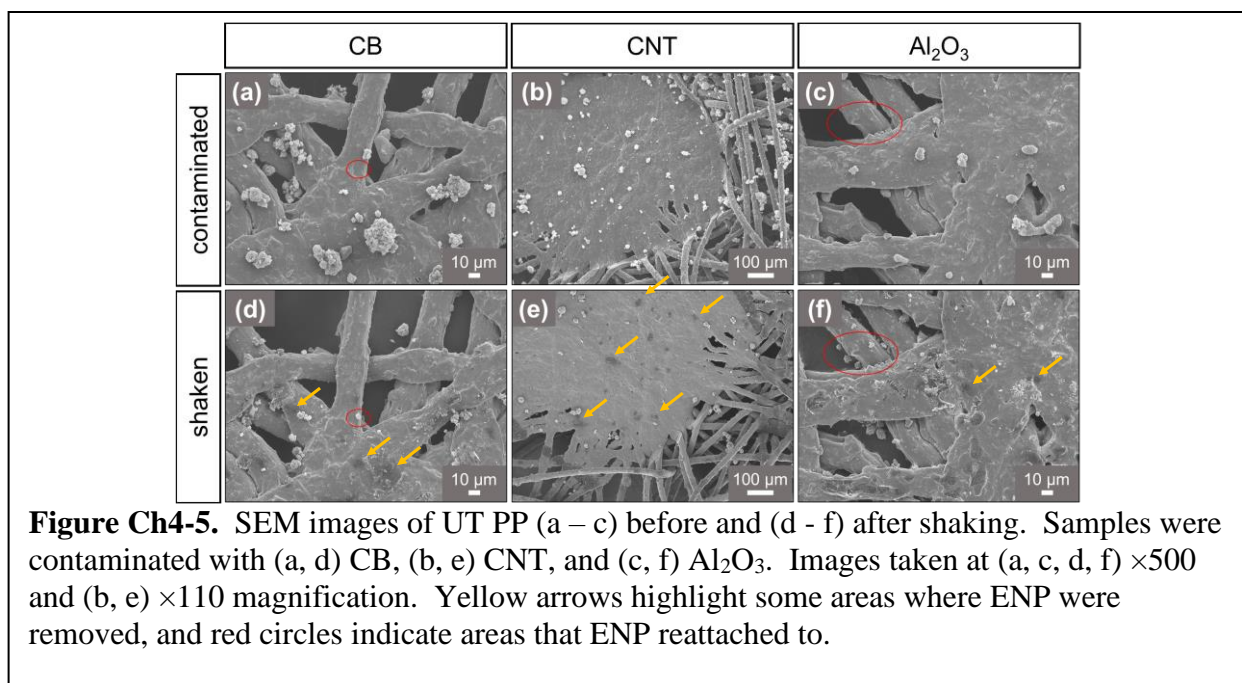 CB
CNT
Al₂O₃
contaminated
(a)
10 µm
(b)
100 µm
(c)
10 µm
shaken
(d)
10 µm
(e)
100 µm
(f)
10 µm
Figure Ch4-5. SEM images of UT PP (a – c) before and (d - f) after shaking. Samples were
contaminated with (a, d) CB, (b, e) CNT, and (c, f) Al₂O₃. Images taken at (a, c, d, f) ×500
and (b, e) ×110 magnification. Yellow arrows highlight some areas where ENP were
removed, and red circles indicate areas that ENP reattached to.